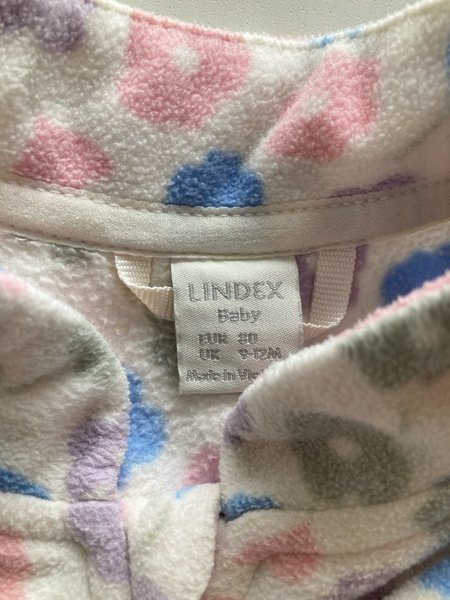 LINDEX
Baby
EUR 80
UK 9-12M
Made in